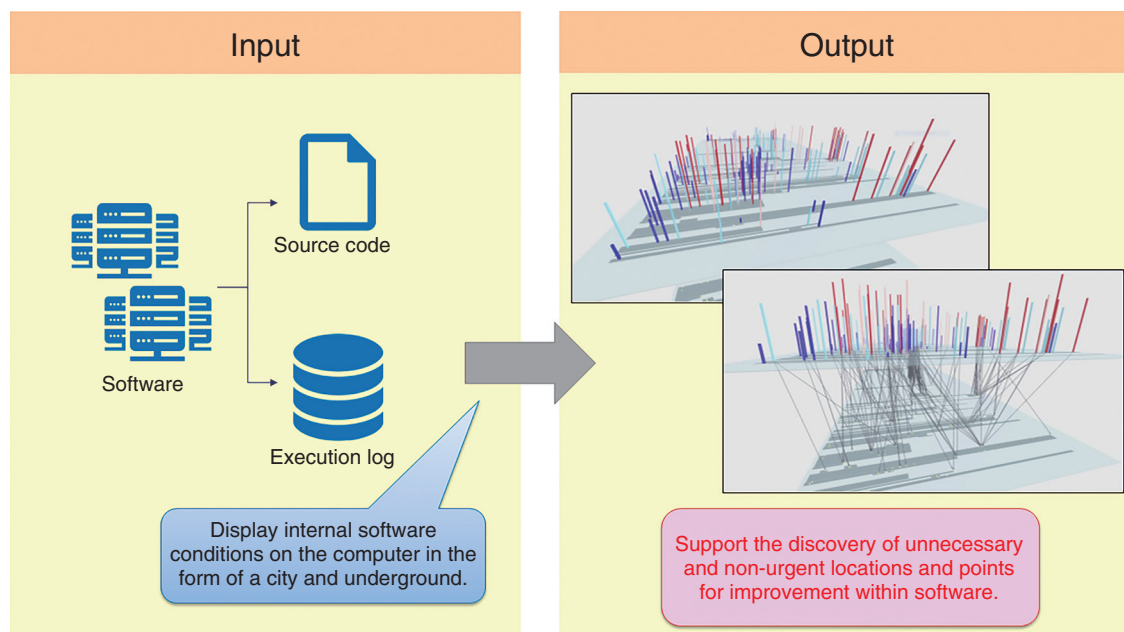 Input
Source code
Software
Execution log
Display internal software
conditions on the computer in the
form of a city and underground.
Output
Support the discovery of unnecessary
and non-urgent locations and points
for improvement within software.